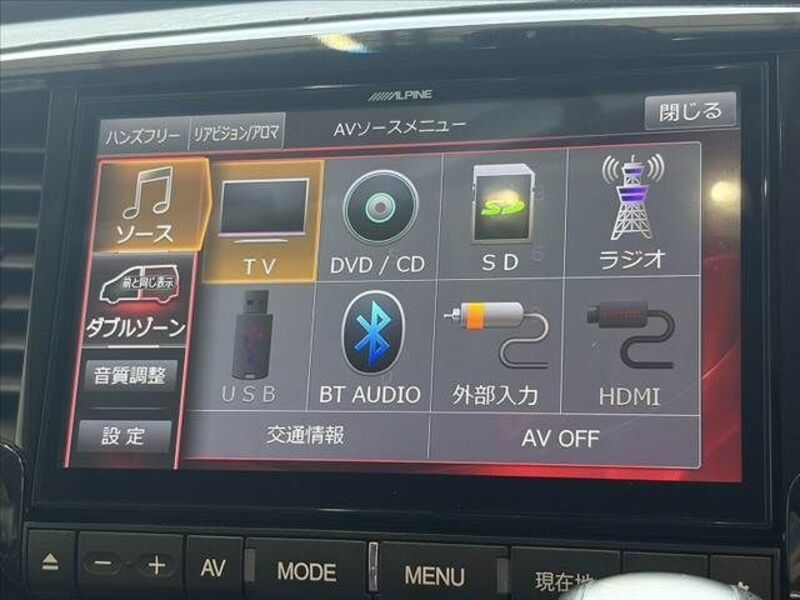 ALPINE
ハンズフリー リアビジョン/アロマ AVソースメニュー 閉じる
ソース
TV
DVD / CD
SD
ラジオ
前と同じ表示
ダブルゾーン
USB
BT AUDIO
外部入力
HDMI
音質調整
設定
交通情報
AV OFF
− + AV MODE MENU 現在地